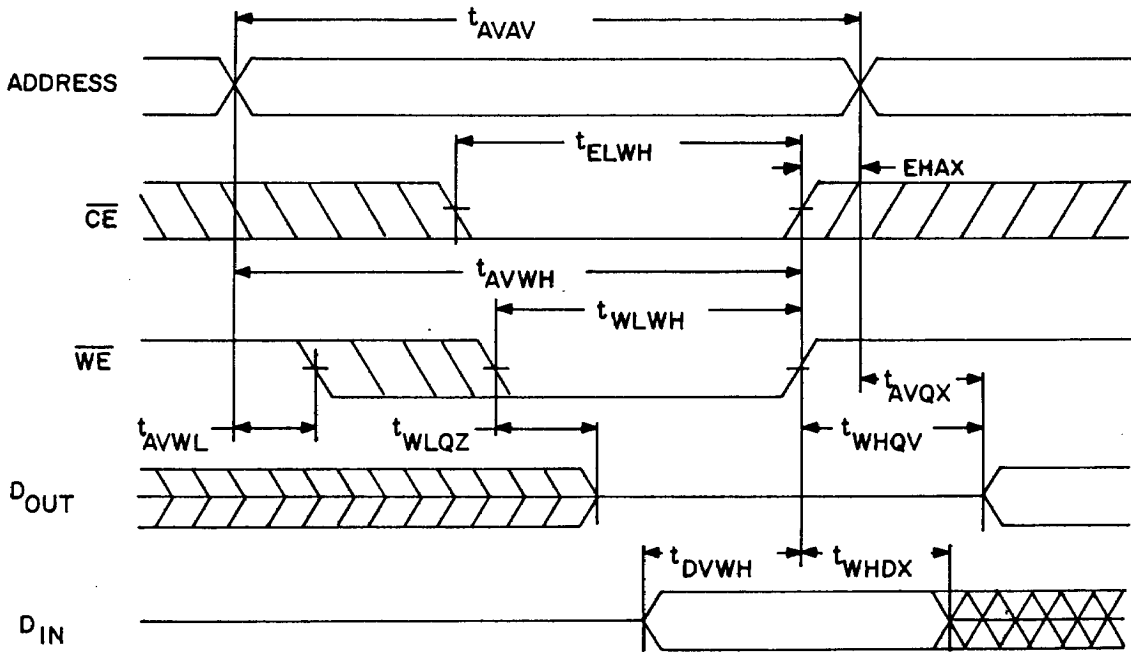 tAVAV
ADDRESS
tELWH
EHAX
CE
tAVWH
tWLWH
WE
tAVQX
tAVWL
tWLQZ
tWHQV
DOUT
tDVWH
tWHDX
DIN